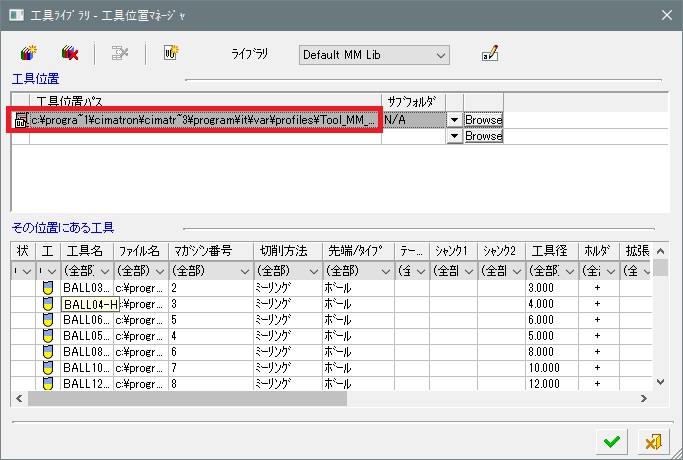 工具ﾗｲﾌﾞﾗﾘ - 工具位置ﾏﾈｰｼﾞｬ
ﾗｲﾌﾞﾗﾘ Default MM Lib
工具位置
工具位置ﾊﾟｽ ｻﾌﾞﾌｫﾙﾀﾞ
c:¥progra~1¥cimatron¥cimatr~3¥program¥it¥var¥profiles¥Tool_MM_... N/A Browse
Browse
その位置にある工具
状 工 工具名 ﾌｧｲﾙ名 ﾏｶﾞｼﾞﾝ番号 切削方法 先端/ﾀｲﾌﾟ ﾃｰ... ｼｬﾝｸ1 ｼｬﾝｸ2 工具径 ﾎﾙﾀﾞ 拡張
(全部) (全部) (全部) (全部) (全部) (全 (全部) (全部) (全部) (全 (全
BALL03... c:¥progr... 2 ﾐｰﾘﾝｸﾞ ﾎﾞｰﾙ 3.000 +
BALL04-H :¥progr... 3 ﾐｰﾘﾝｸﾞ ﾎﾞｰﾙ 4.000 +
BALL06... c:¥progr... 5 ﾐｰﾘﾝｸﾞ ﾎﾞｰﾙ 6.000 +
BALL05... c:¥progr... 4 ﾐｰﾘﾝｸﾞ ﾎﾞｰﾙ 5.000 +
BALL08... c:¥progr... 6 ﾐｰﾘﾝｸﾞ ﾎﾞｰﾙ 8.000 +
BALL10... c:¥progr... 7 ﾐｰﾘﾝｸﾞ ﾎﾞｰﾙ 10.000 +
BALL12... c:¥progr... 8 ﾐｰﾘﾝｸﾞ ﾎﾞｰﾙ 12.000 +